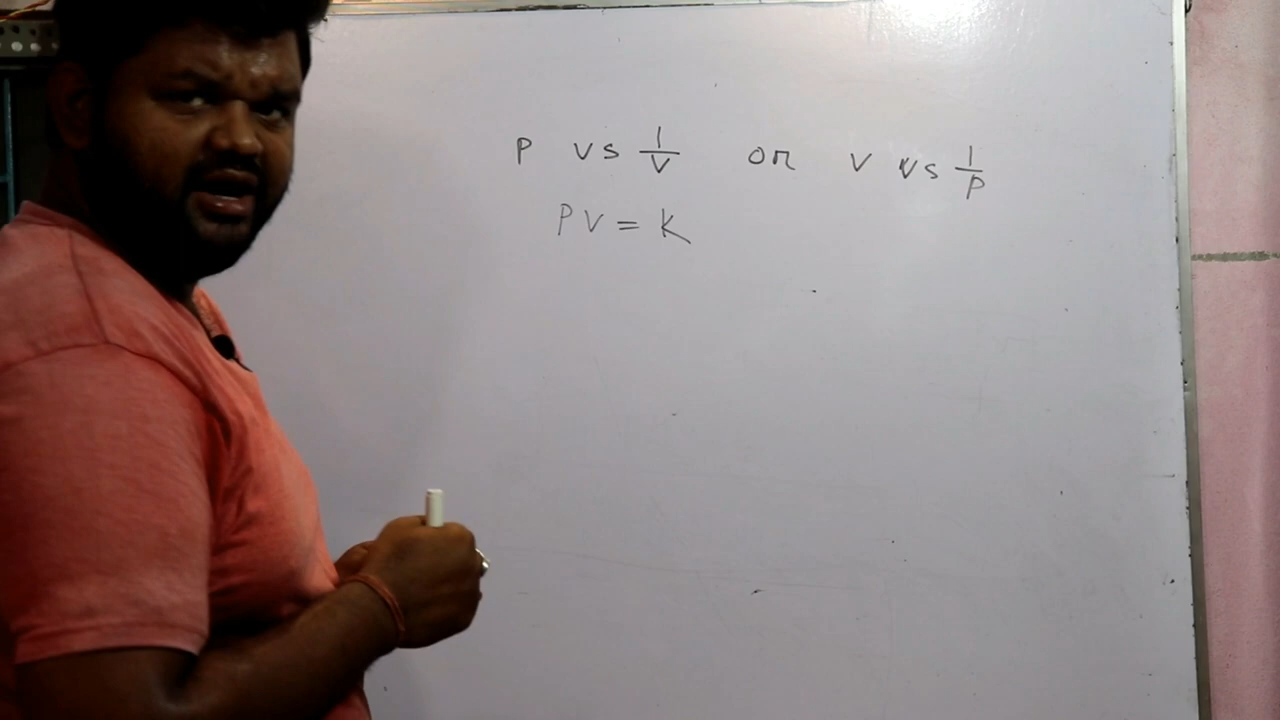 P vs 1/V or V vs 1/P
PV = K